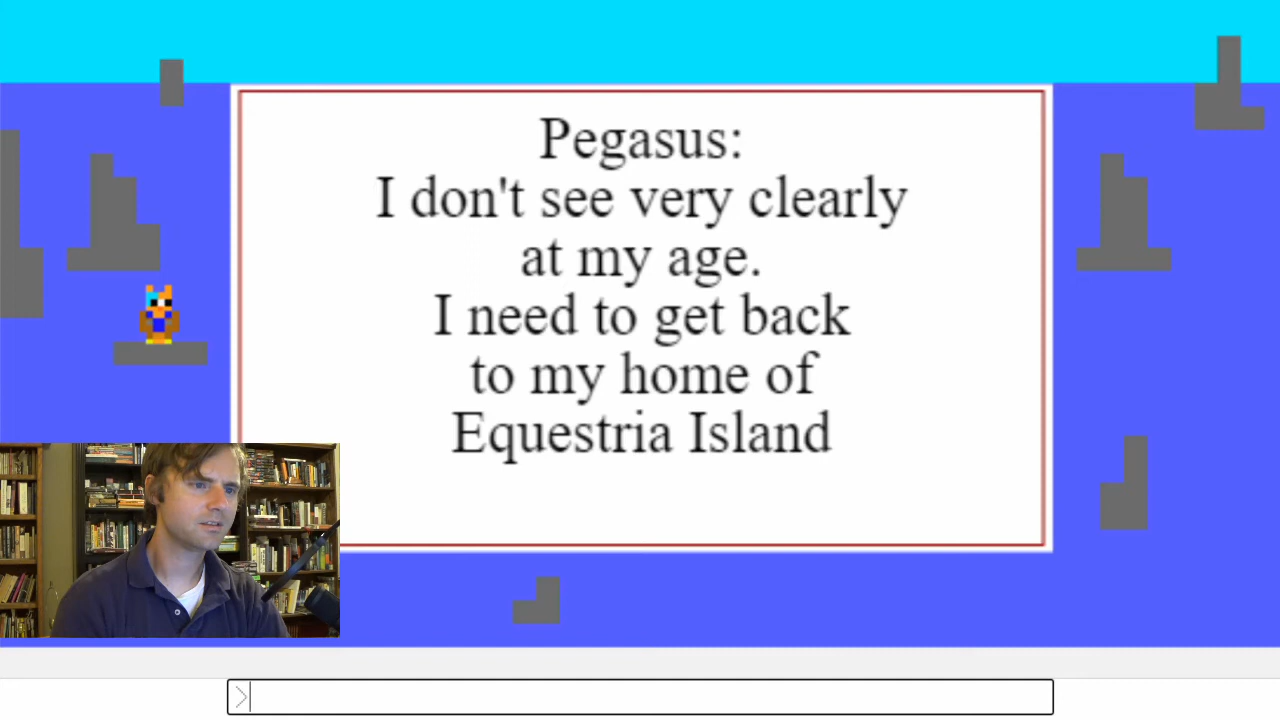 Pegasus:
I don't see very clearly
at my age.
I need to get back
to my home of
Equestria Island
>